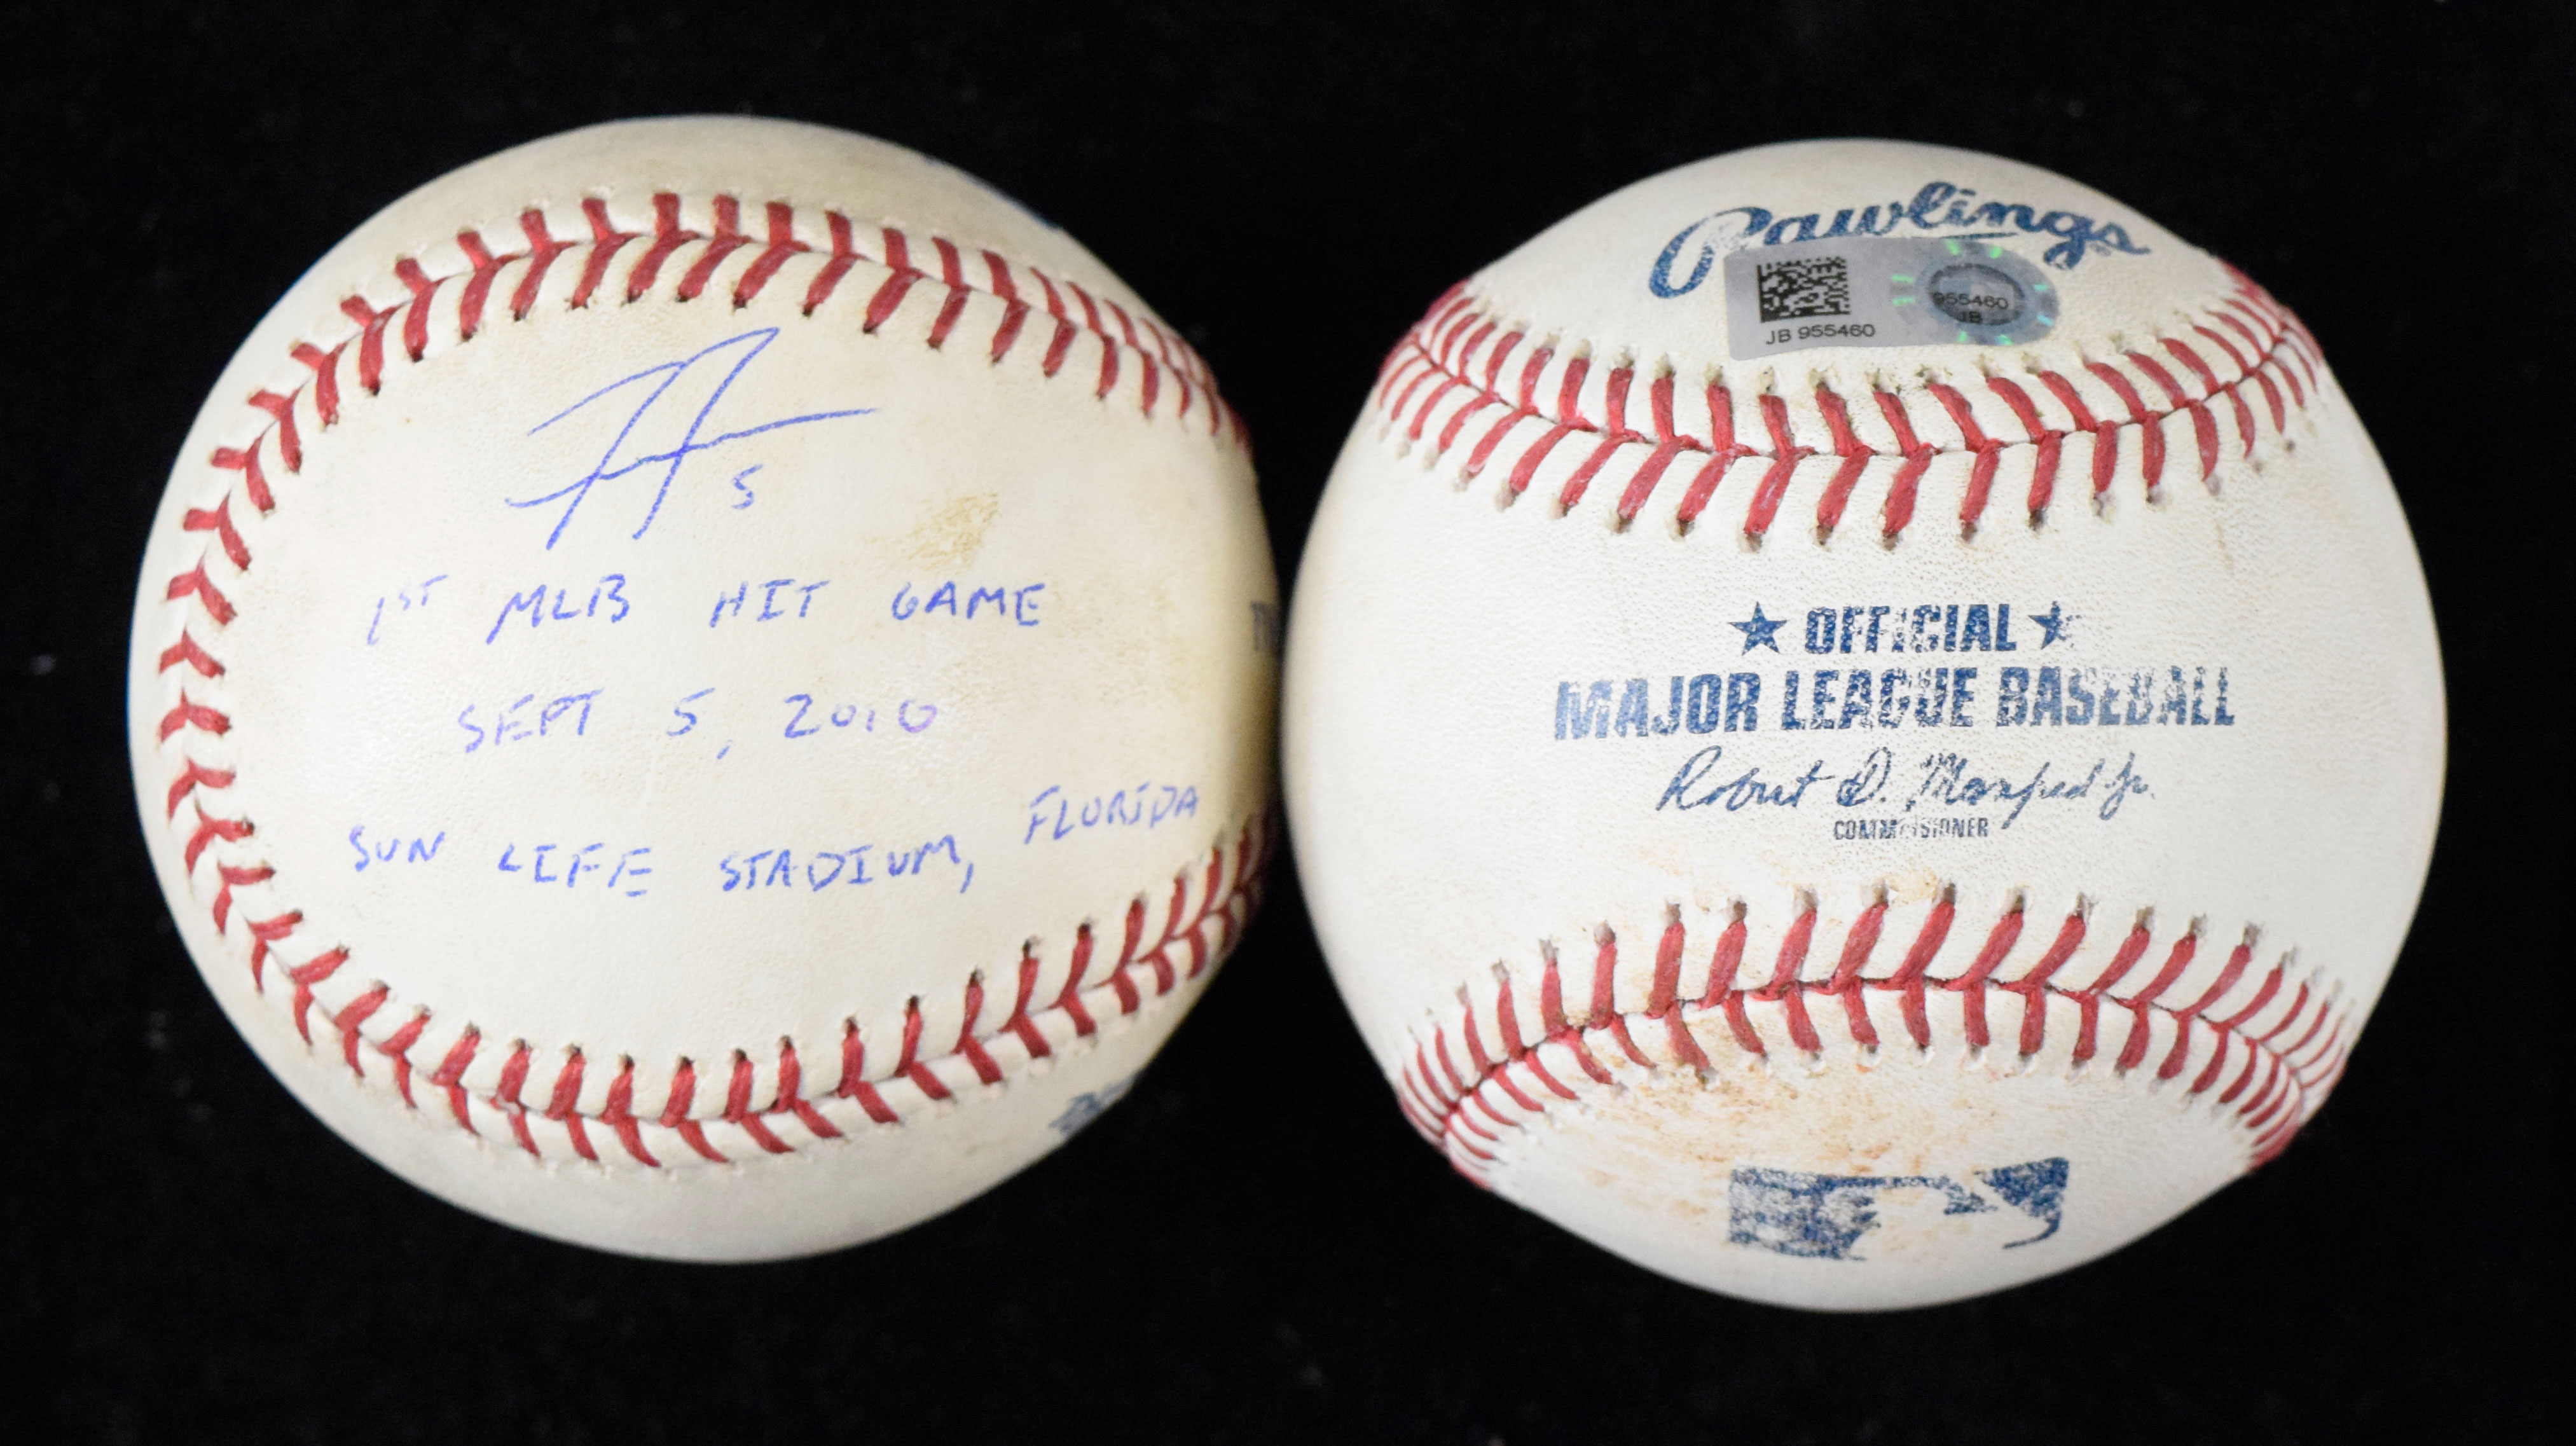 5
1ST MLB HIT GAME
SEPT 5, 2010
SUN LIFE STADIUM, FLORIDA
Rawlings
JB 955460
955460
JB
OFFICIAL
MAJOR LEAGUE BASEBALL
Robert D. Manfred Jr.
COMMISSIONER